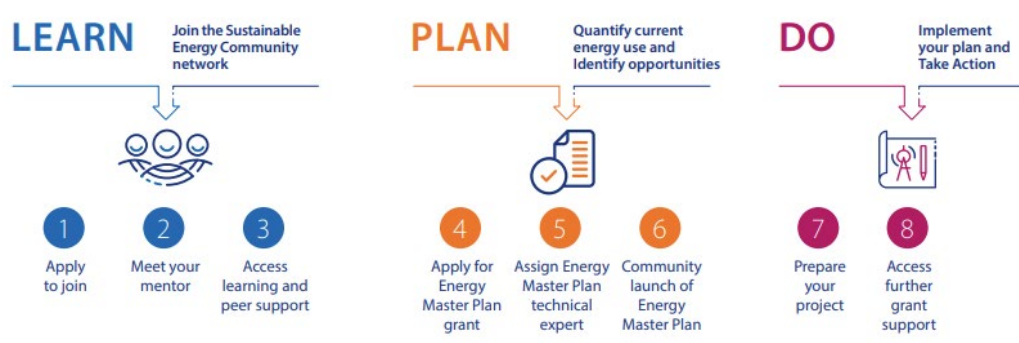 LEARN
Join the Sustainable
Energy Community
network
1
Apply
to join
2
Meet your
mentor
3
Access
learning and
peer support
PLAN
Quantify current
energy use and
Identify opportunities
4
Apply for
Energy
Master Plan
grant
5
Assign Energy
Master Plan
technical
expert
6
Community
launch of
Energy
Master Plan
DO
Implement
your plan and
Take Action
7
Prepare
your
project
8
Access
further
grant
support